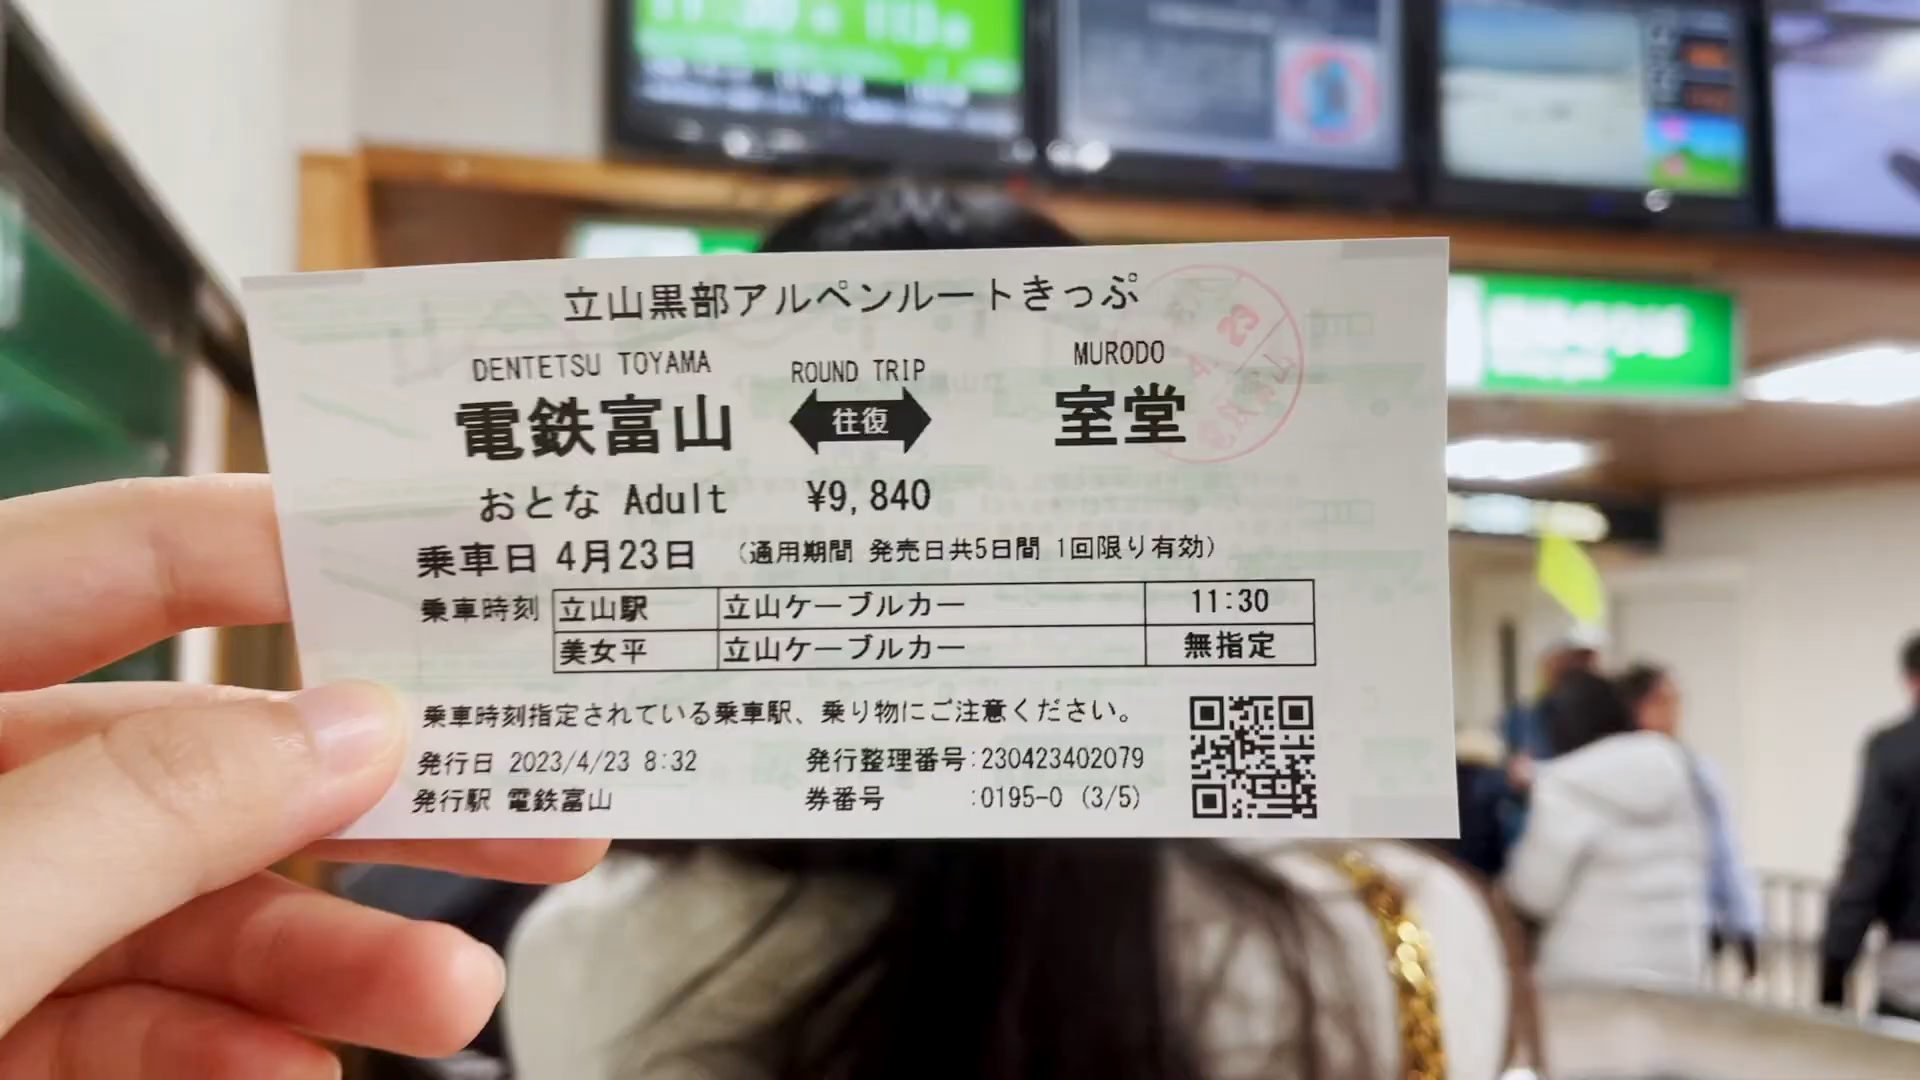 立山黒部アルペンルートきっぷ
DENTETSU TOYAMA ROUND TRIP MURODO
電鉄富山 往復 室堂
おとな Adult ¥9,840
乗車日 4月23日 (通用期間 発売日共5日間 1回限り有効)
乗車時刻 立山駅 立山ケーブルカー 11:30
美女平 立山ケーブルカー 無指定
乗車時刻指定されている乗車駅、乗り物にご注意ください。
発行日 2023/4/23 8:32 発行整理番号:230423402079
発行駅 電鉄富山 券番号 :0195-0 (3/5)